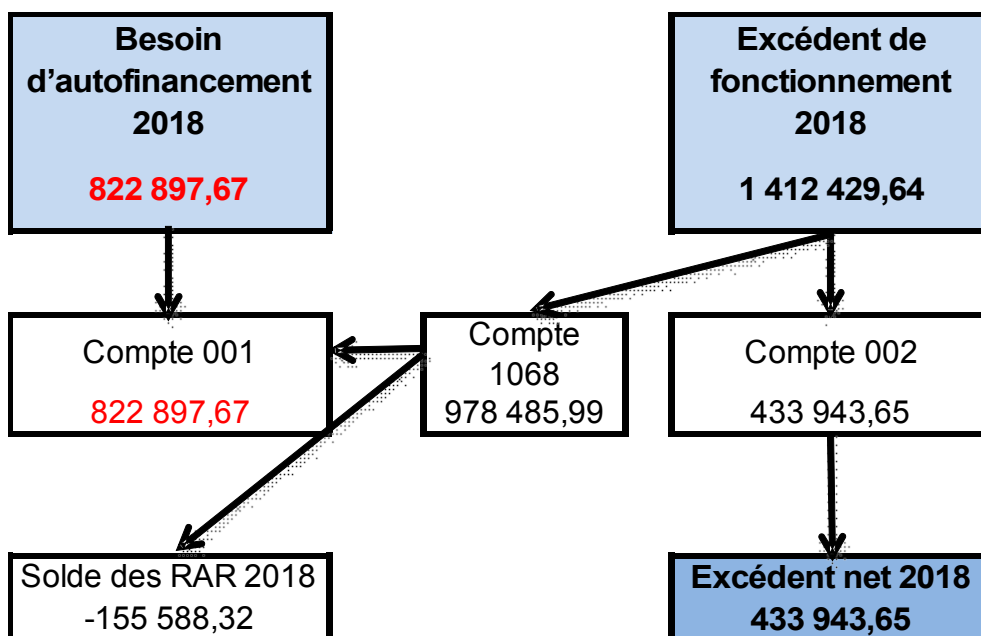 Besoin
d'autofinancement
2018
822 897,67
Excédent de
fonctionnement
2018
1 412 429,64
Compte 001
822 897,67
Compte
1068
978 485,99
Compte 002
433 943,65
Solde des RAR 2018
-155 588,32
Excédent net 2018
433 943,65